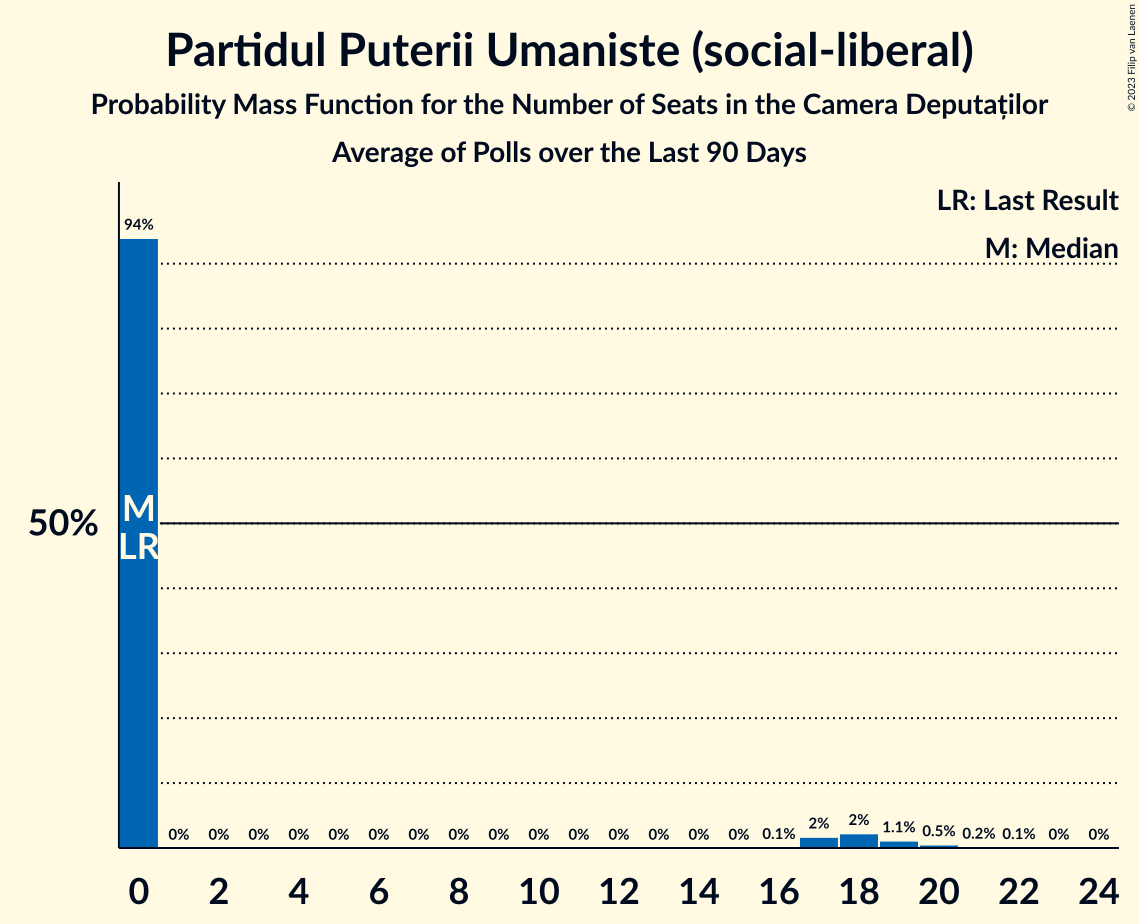 Partidul Puterii Umaniste (social-liberal)
Probability Mass Function for the Number of Seats in the Camera Deputaților
Average of Polls over the Last 90 Days
© 2023 Filip van Laenen
LR: Last Result
M: Median
94%
50%
M
LR
0% 0% 0% 0% 0% 0% 0% 0% 0% 0% 0% 0% 0% 0% 0% 0.1% 2% 2% 1.1% 0.5% 0.2% 0.1% 0% 0%
0 2 4 6 8 10 12 14 16 18 20 22 24